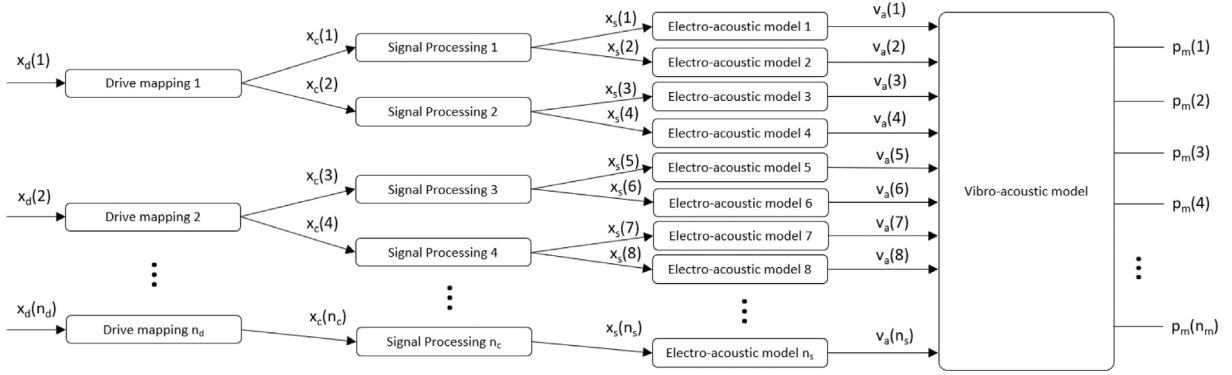 x_d(1)
Drive mapping 1
x_c(1)
x_c(2)
Signal Processing 1
Signal Processing 2
x_s(1)
x_s(2)
x_s(3)
x_s(4)
Electro-acoustic model 1
Electro-acoustic model 2
Electro-acoustic model 3
Electro-acoustic model 4
v_a(1)
v_a(2)
v_a(3)
v_a(4)
x_d(2)
Drive mapping 2
x_c(3)
x_c(4)
Signal Processing 3
Signal Processing 4
x_s(5)
x_s(6)
x_s(7)
x_s(8)
Electro-acoustic model 5
Electro-acoustic model 6
Electro-acoustic model 7
Electro-acoustic model 8
v_a(5)
v_a(6)
v_a(7)
v_a(8)
x_d(n_d)
Drive mapping n_d
x_c(n_c)
Signal Processing n_c
x_s(n_s)
Electro-acoustic model n_s
v_a(n_s)
Vibro-acoustic model
p_m(1)
p_m(2)
p_m(3)
p_m(4)
p_m(n_m)